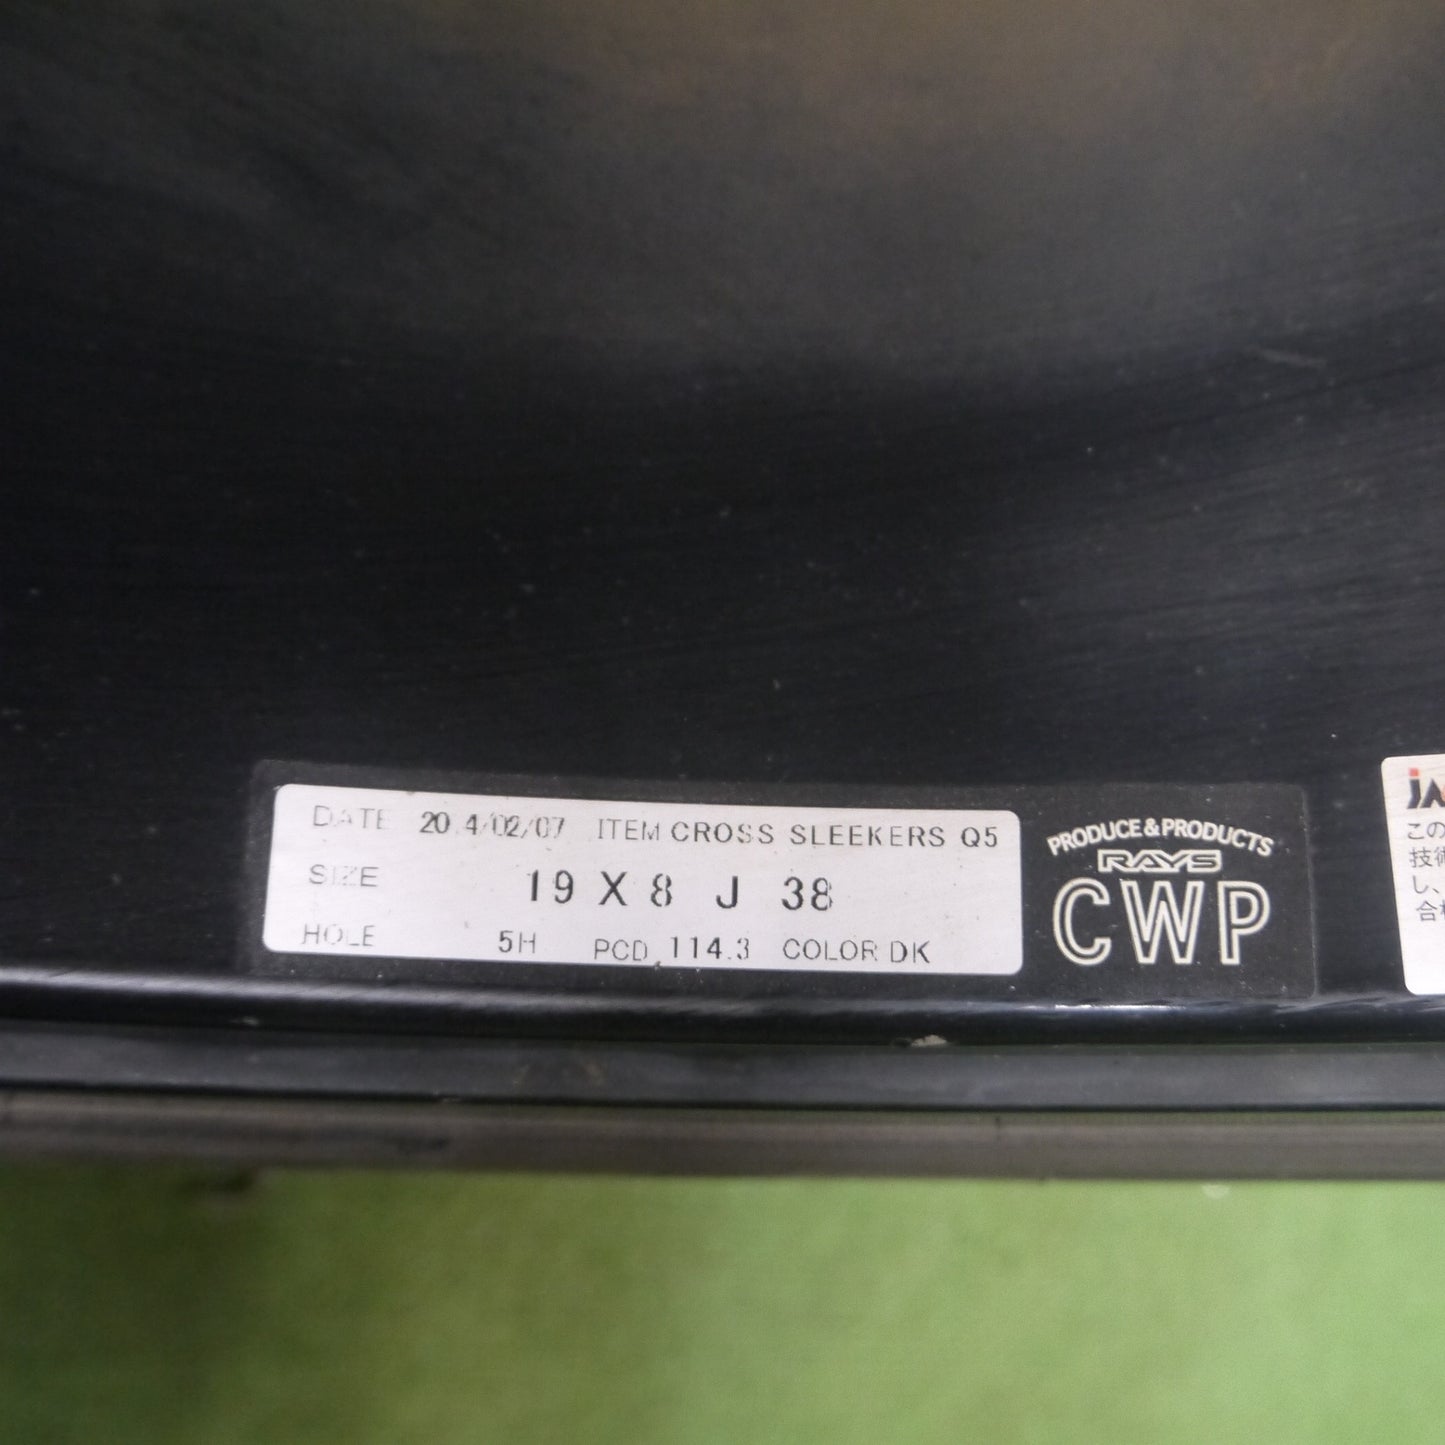 DATE 20 4/02/07 ITEM CROSS SLEEKERS Q5
SIZE 19 X 8 J 38
HOLE 5H PCD 114.3 COLOR DK
PRODUCE & PRODUCTS
RAYS
CWP
この
技術
し、
合格